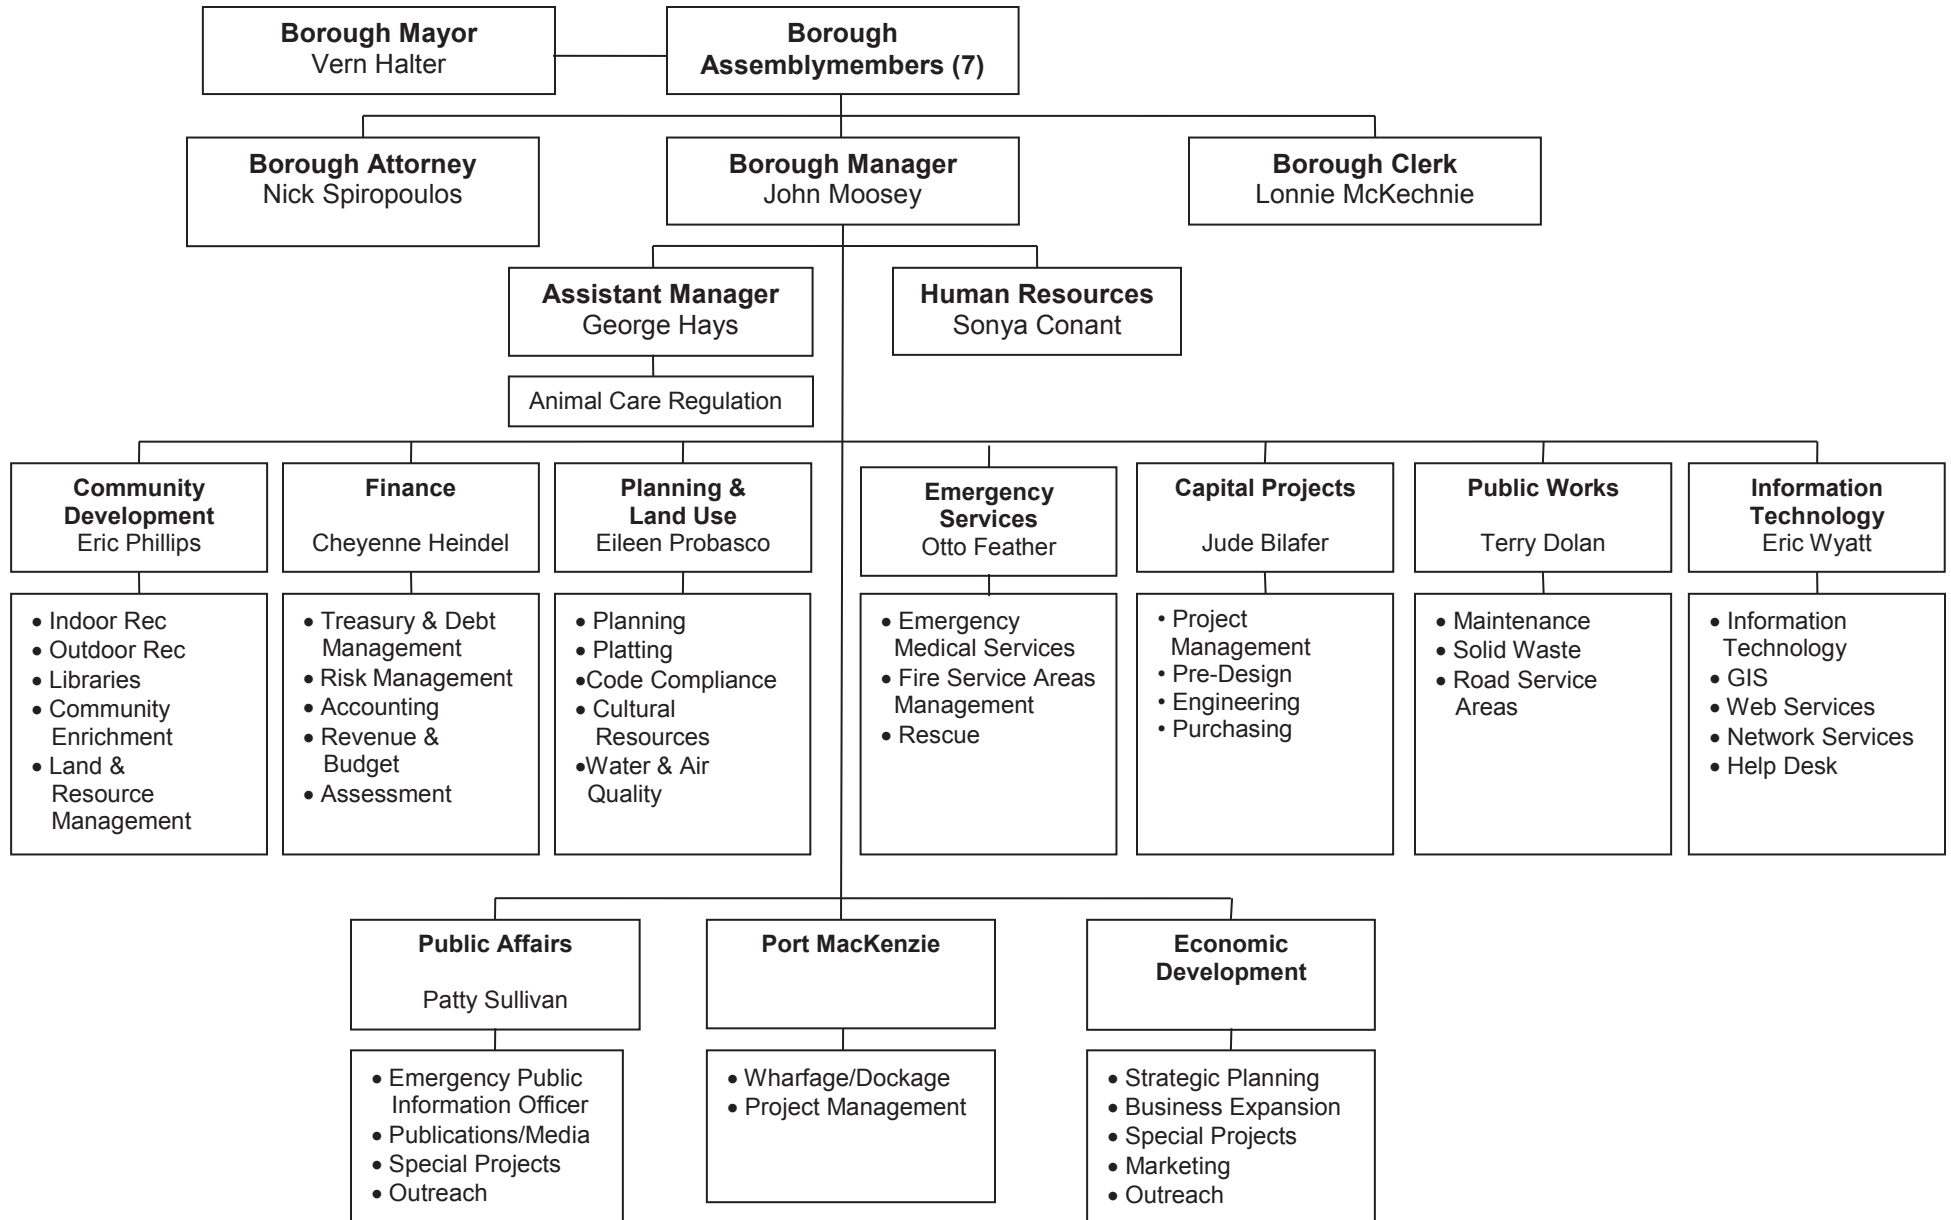 Borough Mayor
Vern Halter
Borough
Assemblymembers (7)
Borough Attorney
Nick Spiropoulos
Borough Manager
John Moosey
Borough Clerk
Lonnie McKechnie
Assistant Manager
George Hays
Human Resources
Sonya Conant
Animal Care Regulation
Community
Development
Eric Phillips
Finance
Cheyenne Heindel
Planning &
Land Use
Eileen Probasco
Emergency
Services
Otto Feather
Capital Projects
Jude Bilafer
Public Works
Terry Dolan
Information
Technology
Eric Wyatt
• Indoor Rec
• Outdoor Rec
• Libraries
• Community
Enrichment
• Land &
Resource
Management
• Treasury & Debt
Management
• Risk Management
• Accounting
• Revenue &
Budget
• Assessment
• Planning
• Platting
•Code Compliance
• Cultural
Resources
•Water & Air
Quality
• Emergency
Medical Services
• Fire Service Areas
Management
• Rescue
• Project
Management
• Pre-Design
• Engineering
• Purchasing
• Maintenance
• Solid Waste
• Road Service
Areas
• Information
Technology
• GIS
• Web Services
• Network Services
• Help Desk
Public Affairs
Patty Sullivan
Port MacKenzie
Economic
Development
• Emergency Public
Information Officer
• Publications/Media
• Special Projects
• Outreach
• Wharfage/Dockage
• Project Management
• Strategic Planning
• Business Expansion
• Special Projects
• Marketing
• Outreach